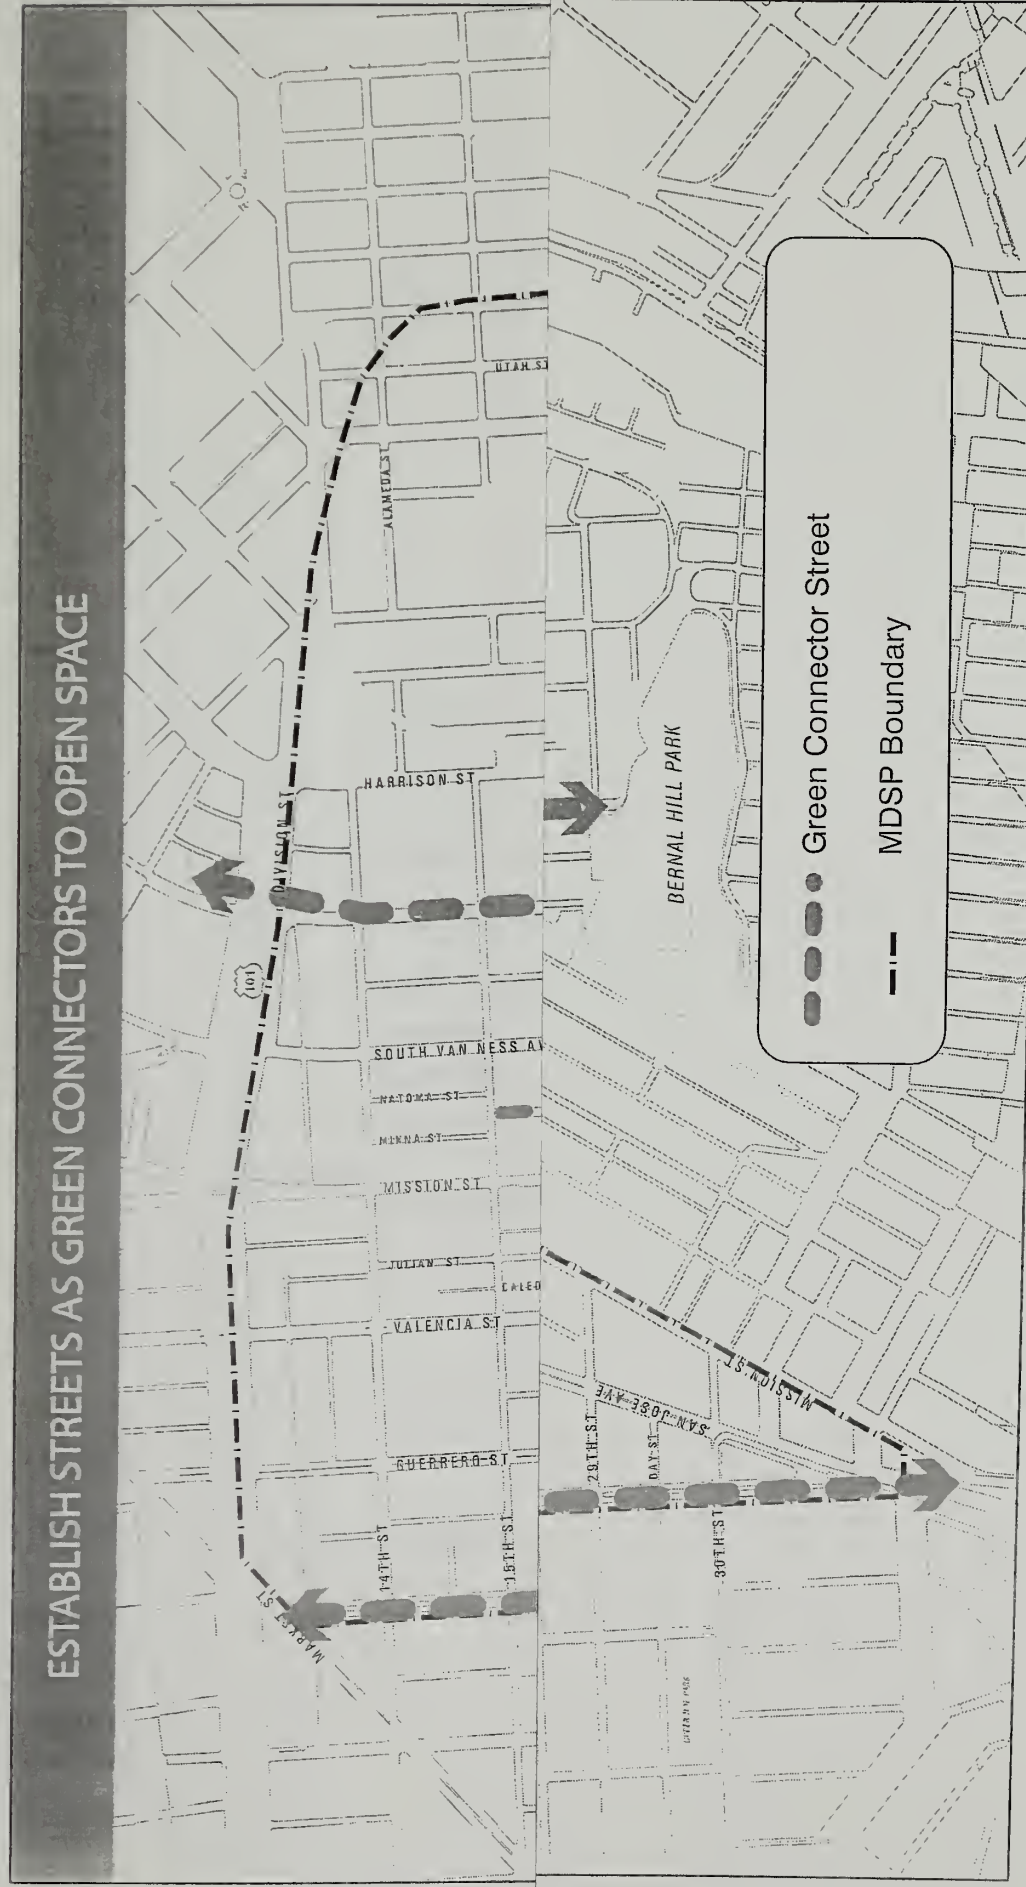 ESTABLISH STREETS AS GREEN CONNECTORS TO OPEN SPACE
UTAH ST
ALAMEDA ST
HARRISON ST
DIVISION ST
101
SOUTH VAN NESS AV
NATOMA ST
MINNA ST
MISSION ST
JULIAN ST
CALED
VALENCIA ST
GUERRERO ST
14TH ST
15TH ST
MARKET ST
BERNAL HILL PARK
MISSION ST
SAN JOSE AVE
29TH ST
DAY ST
30TH ST
Green Connector Street
MDSP Boundary